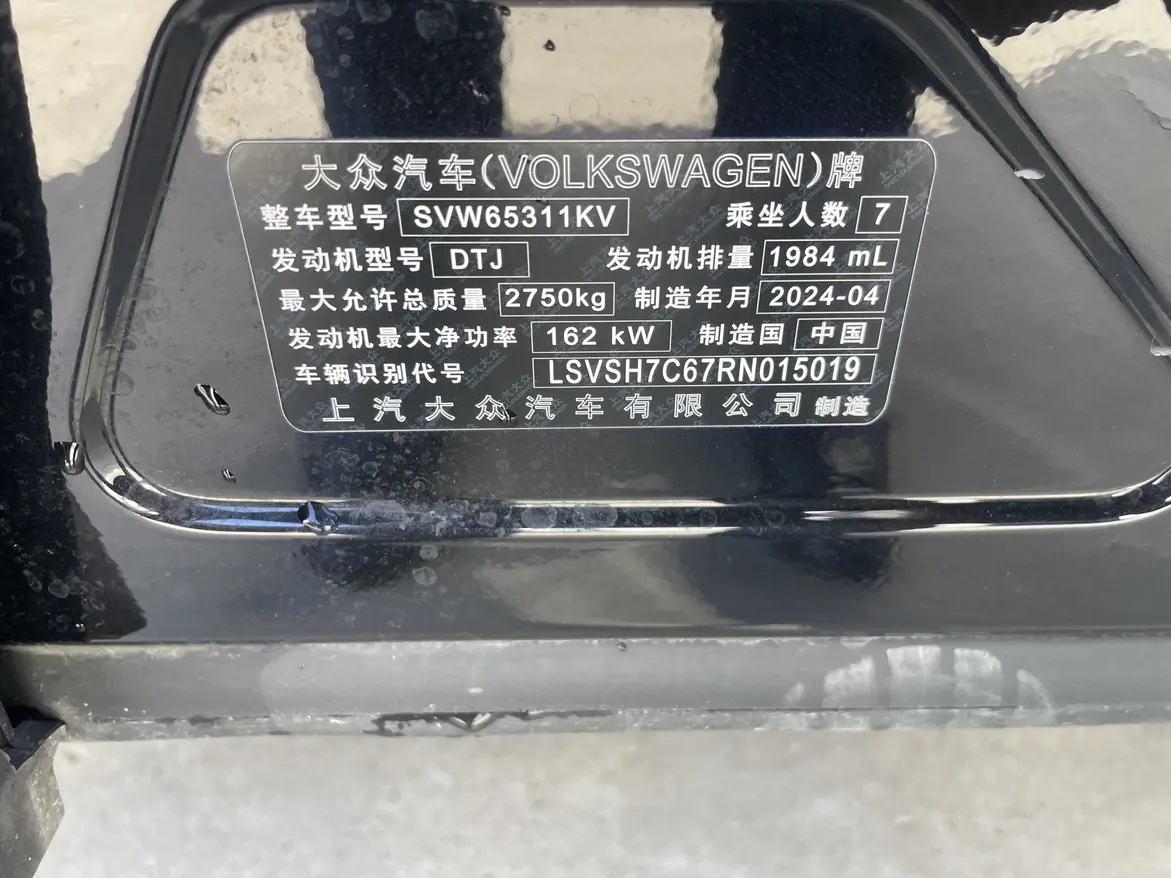 大众汽车(VOLKSWAGEN)牌
整车型号 SVW65311KV 乘坐人数 7
发动机型号 DTJ 发动机排量 1984 mL
最大允许总质量 2750kg 制造年月 2024-04
发动机最大净功率 162 kW 制造国 中国
车辆识别代号 LSVSH7C67RN015019
上汽大众汽车有限公司 制造